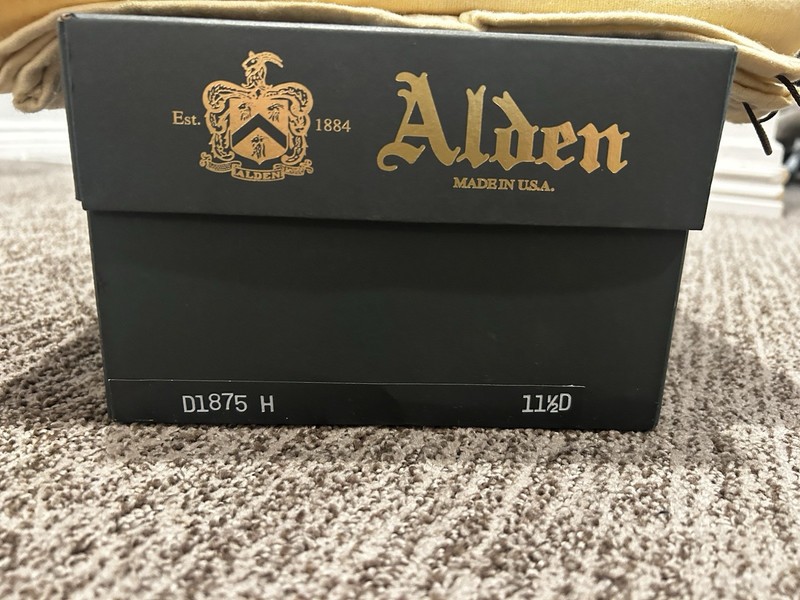 Est. 1884
ALDEN
Alden
MADE IN U.S.A.
D1875 H 11½D